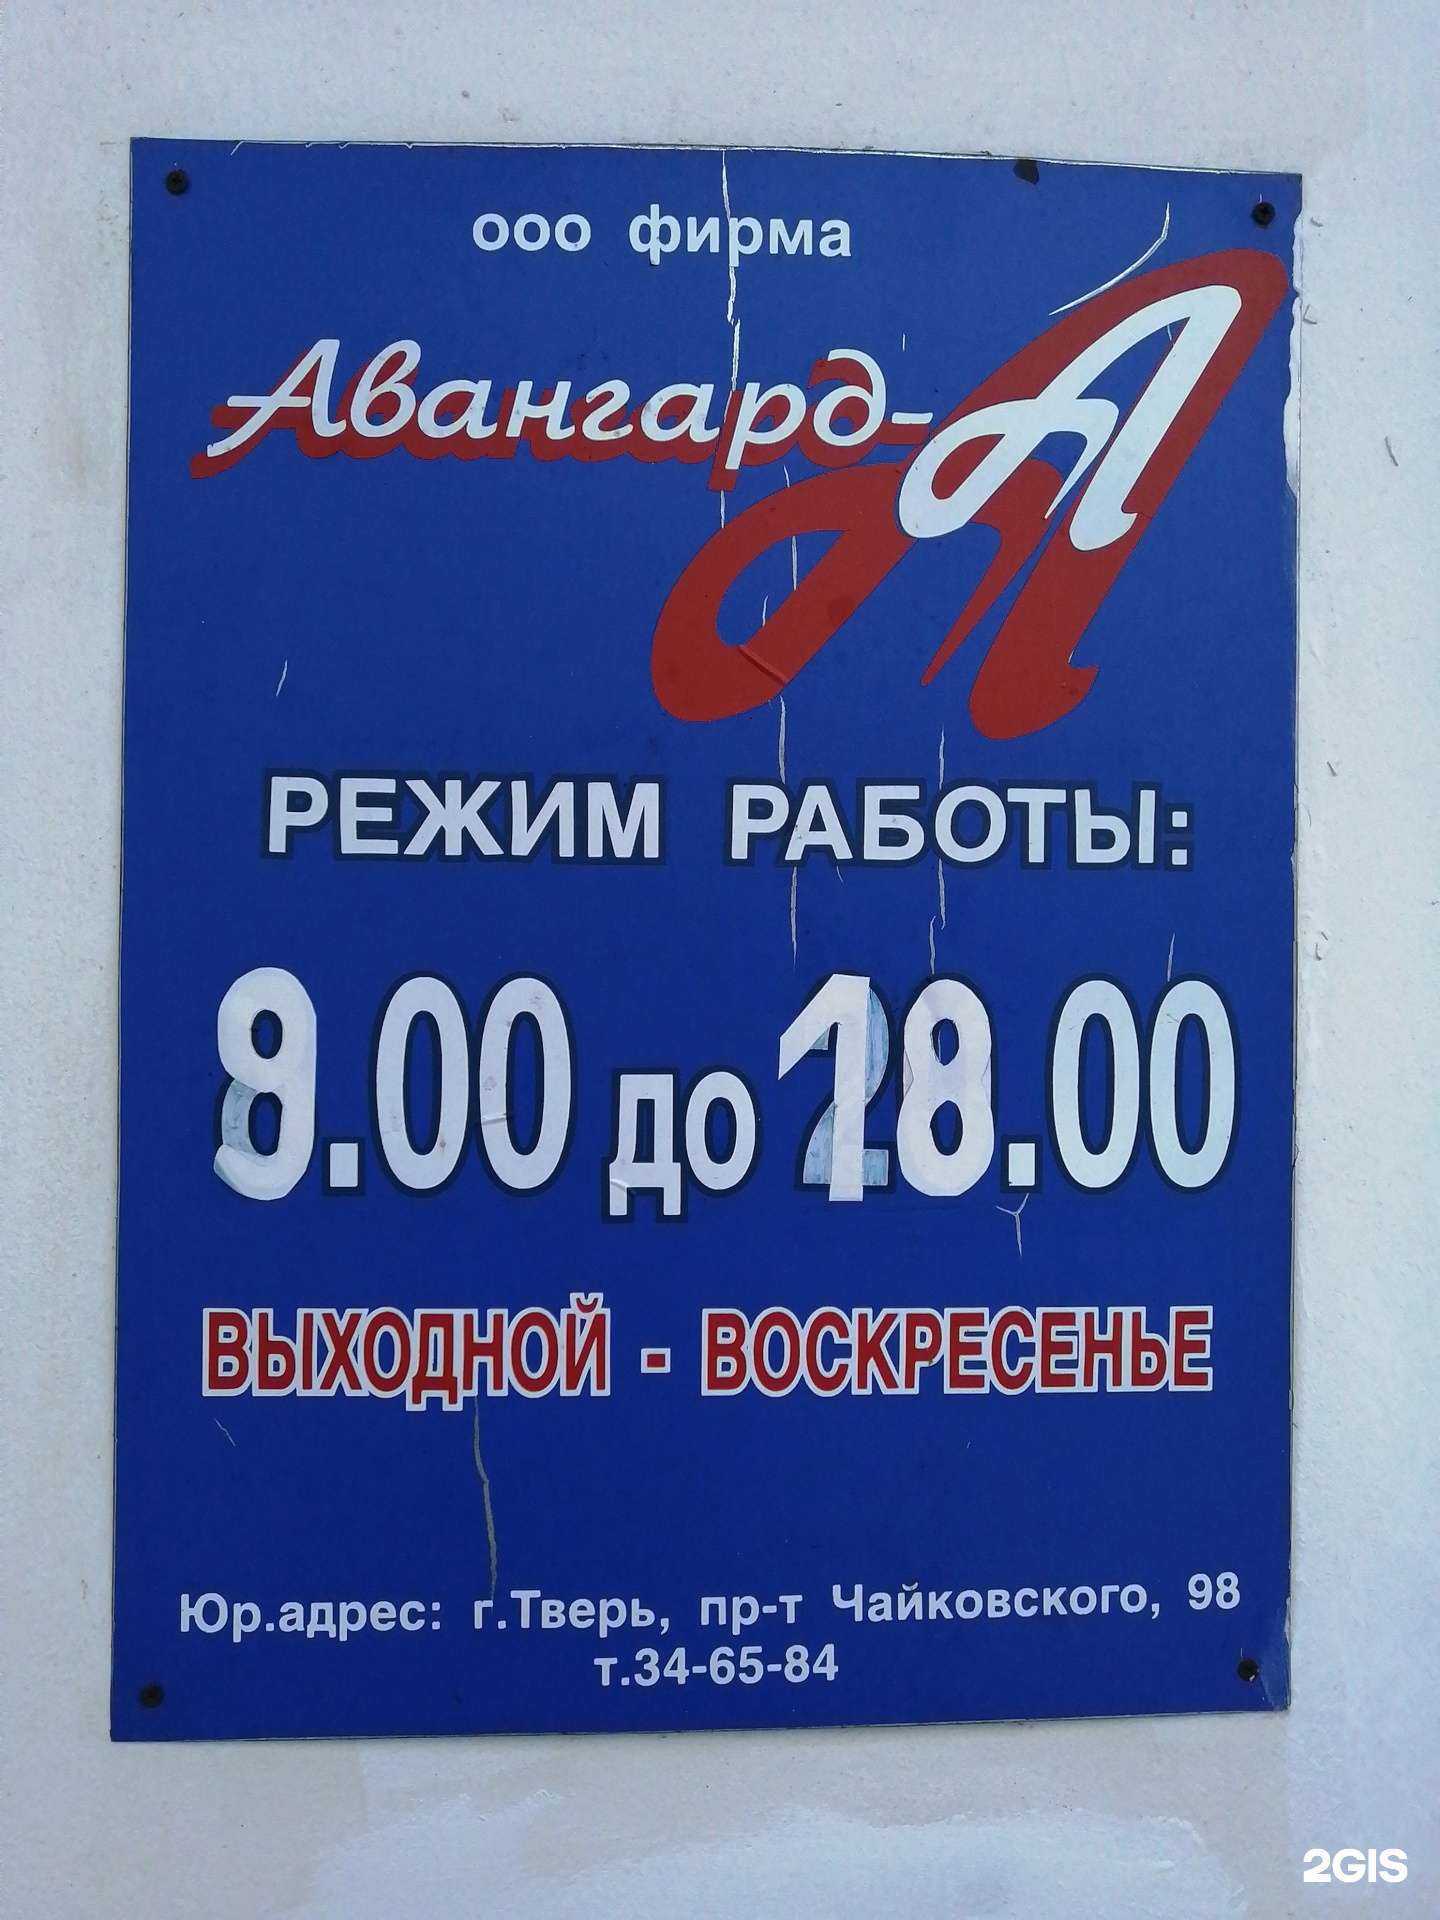 ооо фирма
Авангард-А
РЕЖИМ РАБОТЫ:
9.00 до 18.00
ВЫХОДНОЙ - ВОСКРЕСЕНЬЕ
Юр.адрес: г.Тверь, пр-т Чайковского, 98
т.34-65-84
2GIS